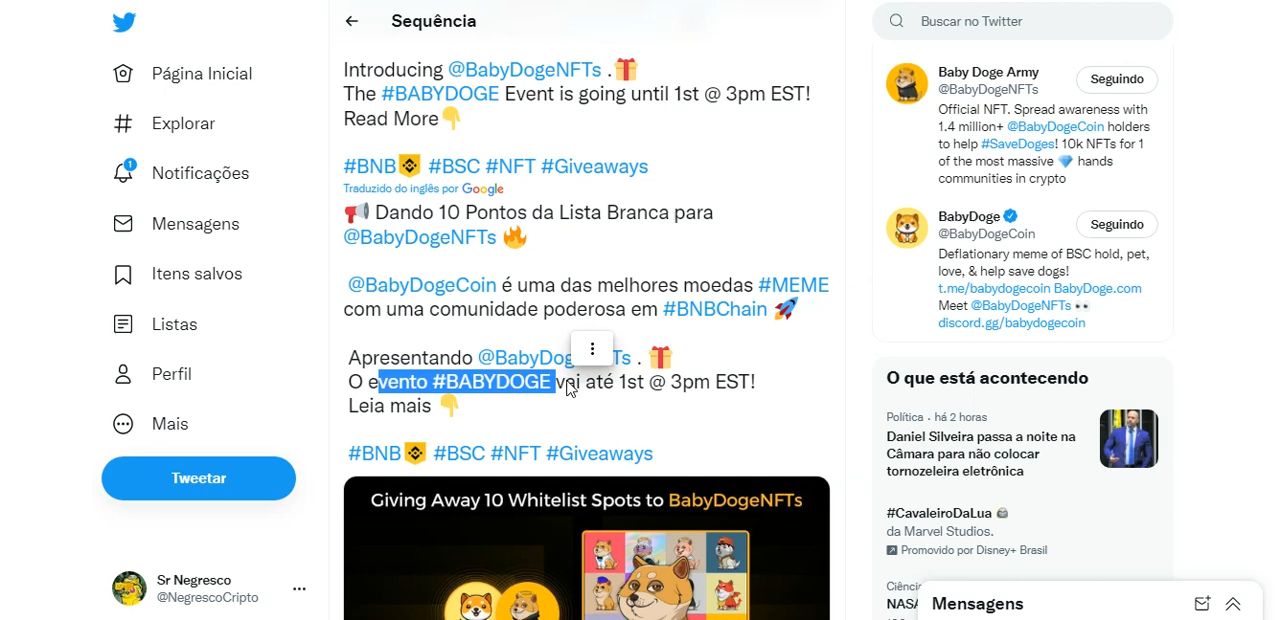 Página Inicial
Explorar
1
Notificações
Mensagens
Itens salvos
Listas
Perfil
Mais
Tweetar
Sr Negresco
@NegrescoCripto
Sequência
Introducing @BabyDogeNFTs .🎁
The #BABYDOGE Event is going until 1st @ 3pm EST!
Read More👇
#BNB #BSC #NFT #Giveaways
Traduzido do inglês por Google
📢 Dando 10 Pontos da Lista Branca para
@BabyDogeNFTs 🔥
@BabyDogeCoin é uma das melhores moedas #MEME
com uma comunidade poderosa em #BNBChain 🚀
Apresentando @BabyDogeNFTs . 🎁
O evento #BABYDOGE vai até 1st @ 3pm EST!
Leia mais 👇
#BNB #BSC #NFT #Giveaways
Giving Away 10 Whitelist Spots to BabyDogeNFTs
Buscar no Twitter
Baby Doge Army
@BabyDogeNFTs
Seguindo
Official NFT. Spread awareness with
1.4 million+ @BabyDogeCoin holders
to help #SaveDoges! 10k NFTs for 1
of the most massive 💎 hands
communities in crypto
BabyDoge
@BabyDogeCoin
Seguindo
Deflationary meme of BSC hold, pet,
love, & help save dogs!
t.me/babydogecoin BabyDoge.com
Meet @BabyDogeNFTs 👀
discord.gg/babydogecoin
O que está acontecendo
Política · há 2 horas
Daniel Silveira passa a noite na
Câmara para não colocar
tornozeleira eletrônica
#CavaleiroDaLua
da Marvel Studios.
Promovido por Disney+ Brasil
Ciênci
NASA
Mensagens